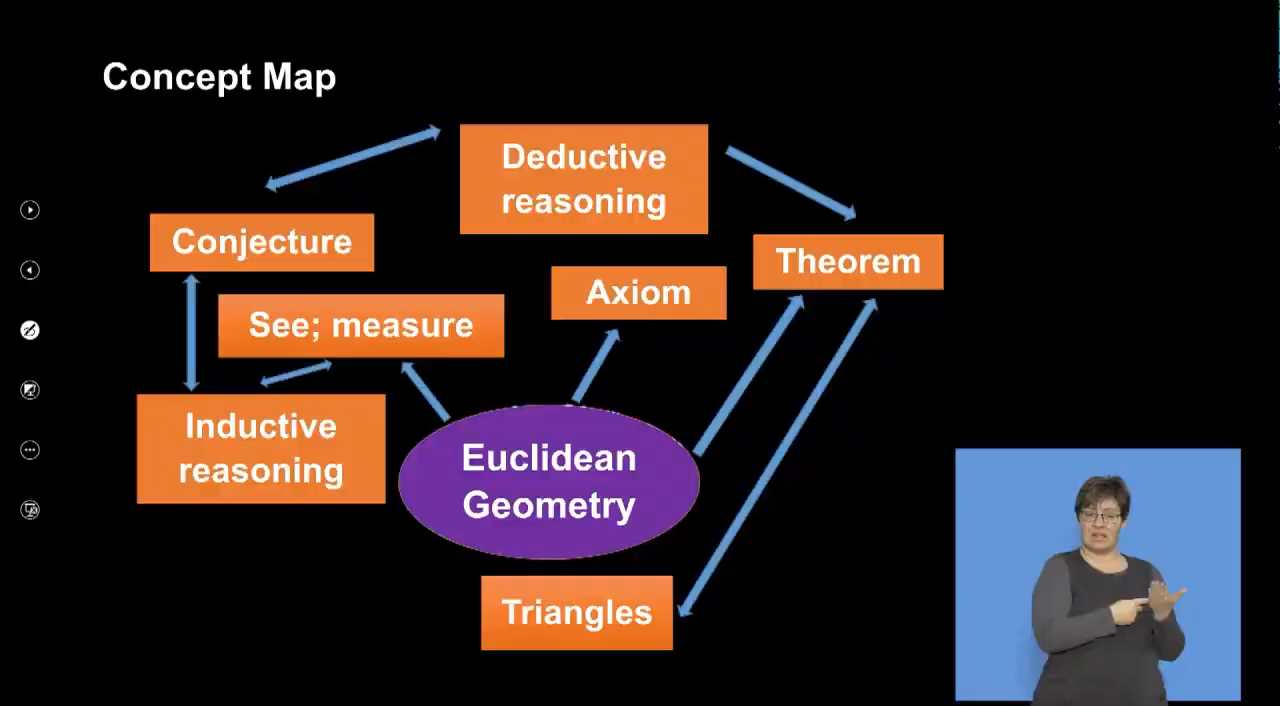 Concept Map
Deductive
reasoning
Conjecture
Theorem
Axiom
See; measure
Inductive
reasoning
Euclidean
Geometry
Triangles